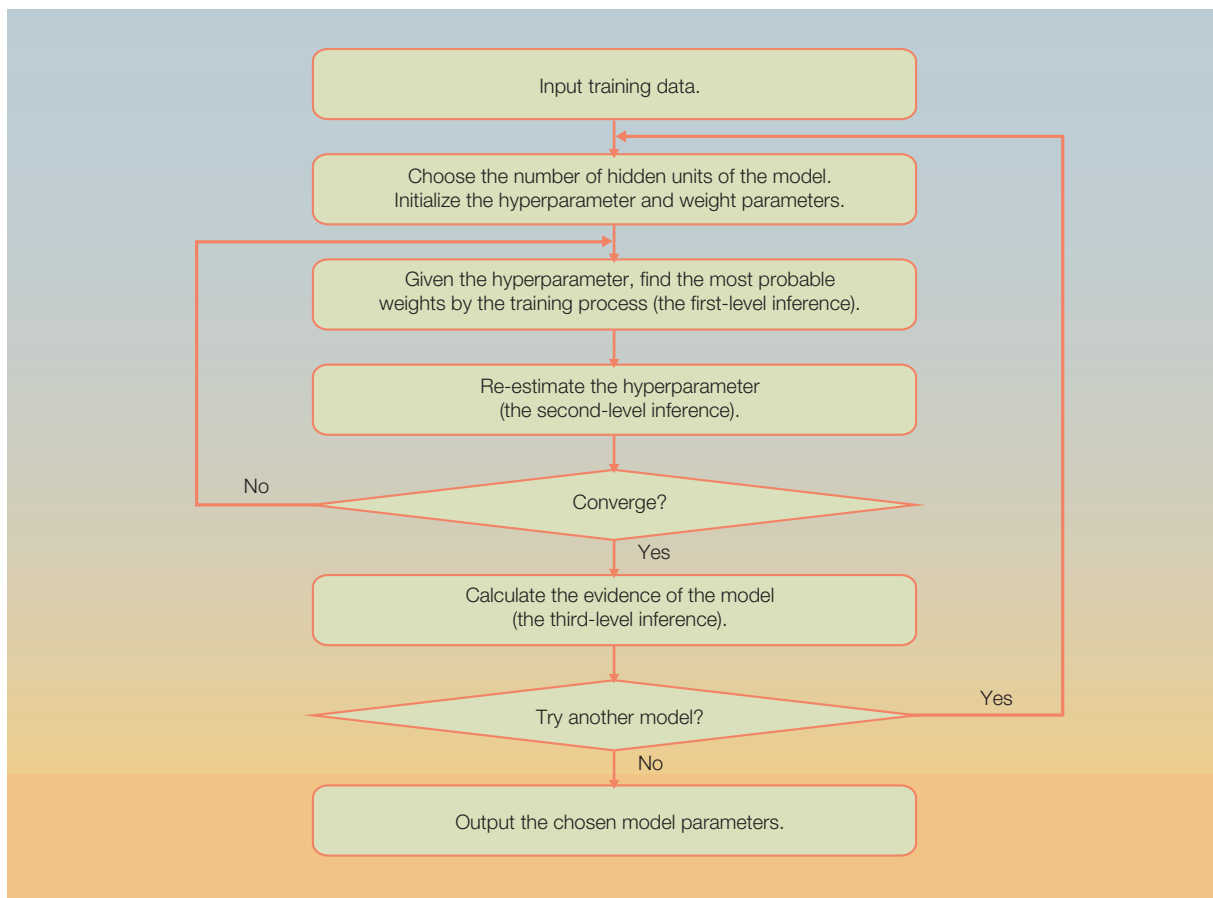 Input training data.
Choose the number of hidden units of the model.
Initialize the hyperparameter and weight parameters.
Given the hyperparameter, find the most probable
weights by the training process (the first-level inference).
Re-estimate the hyperparameter
(the second-level inference).
No
Converge?
Yes
Calculate the evidence of the model
(the third-level inference).
Yes
Try another model?
No
Output the chosen model parameters.